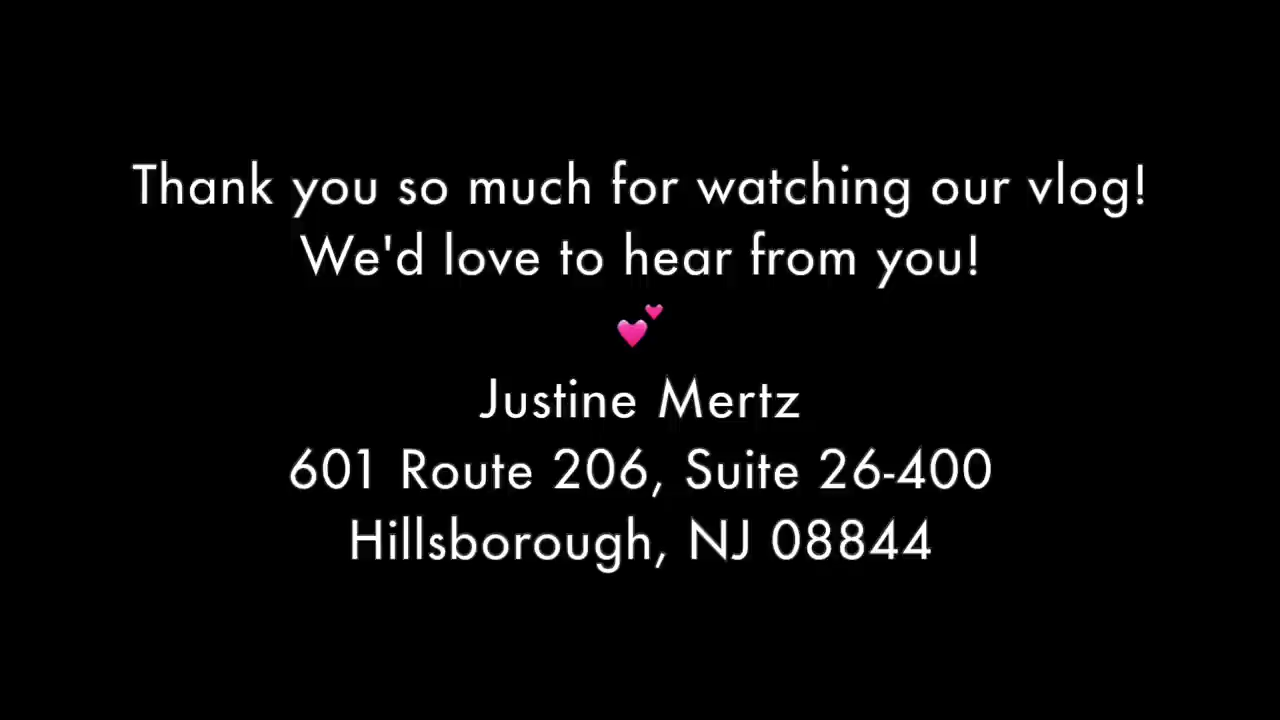 Thank you so much for watching our vlog!
We'd love to hear from you!
💕
Justine Mertz
601 Route 206, Suite 26-400
Hillsborough, NJ 08844